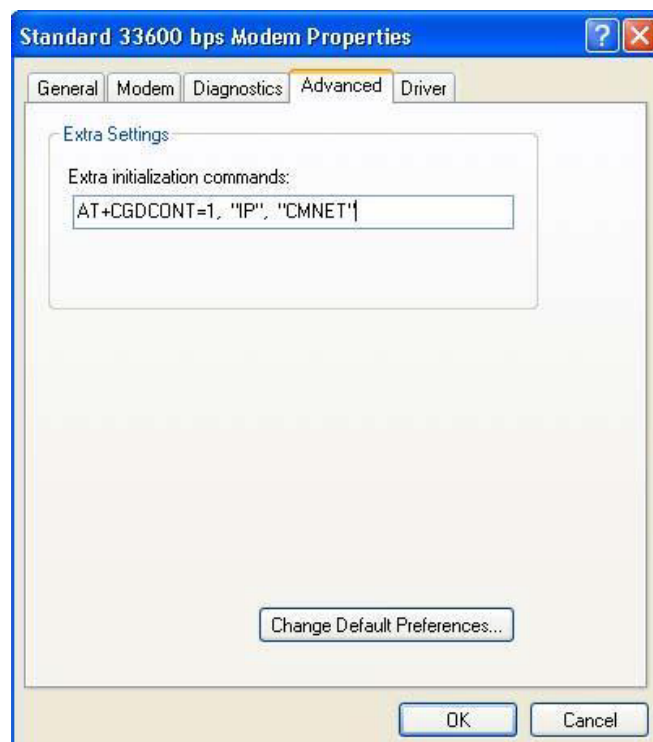 Standard 33600 bps Modem Properties
General Modem Diagnostics Advanced Driver
Extra Settings
Extra initialization commands:
AT+CGDCONT=1, "IP", "CMNET"
Change Default Preferences...
OK Cancel